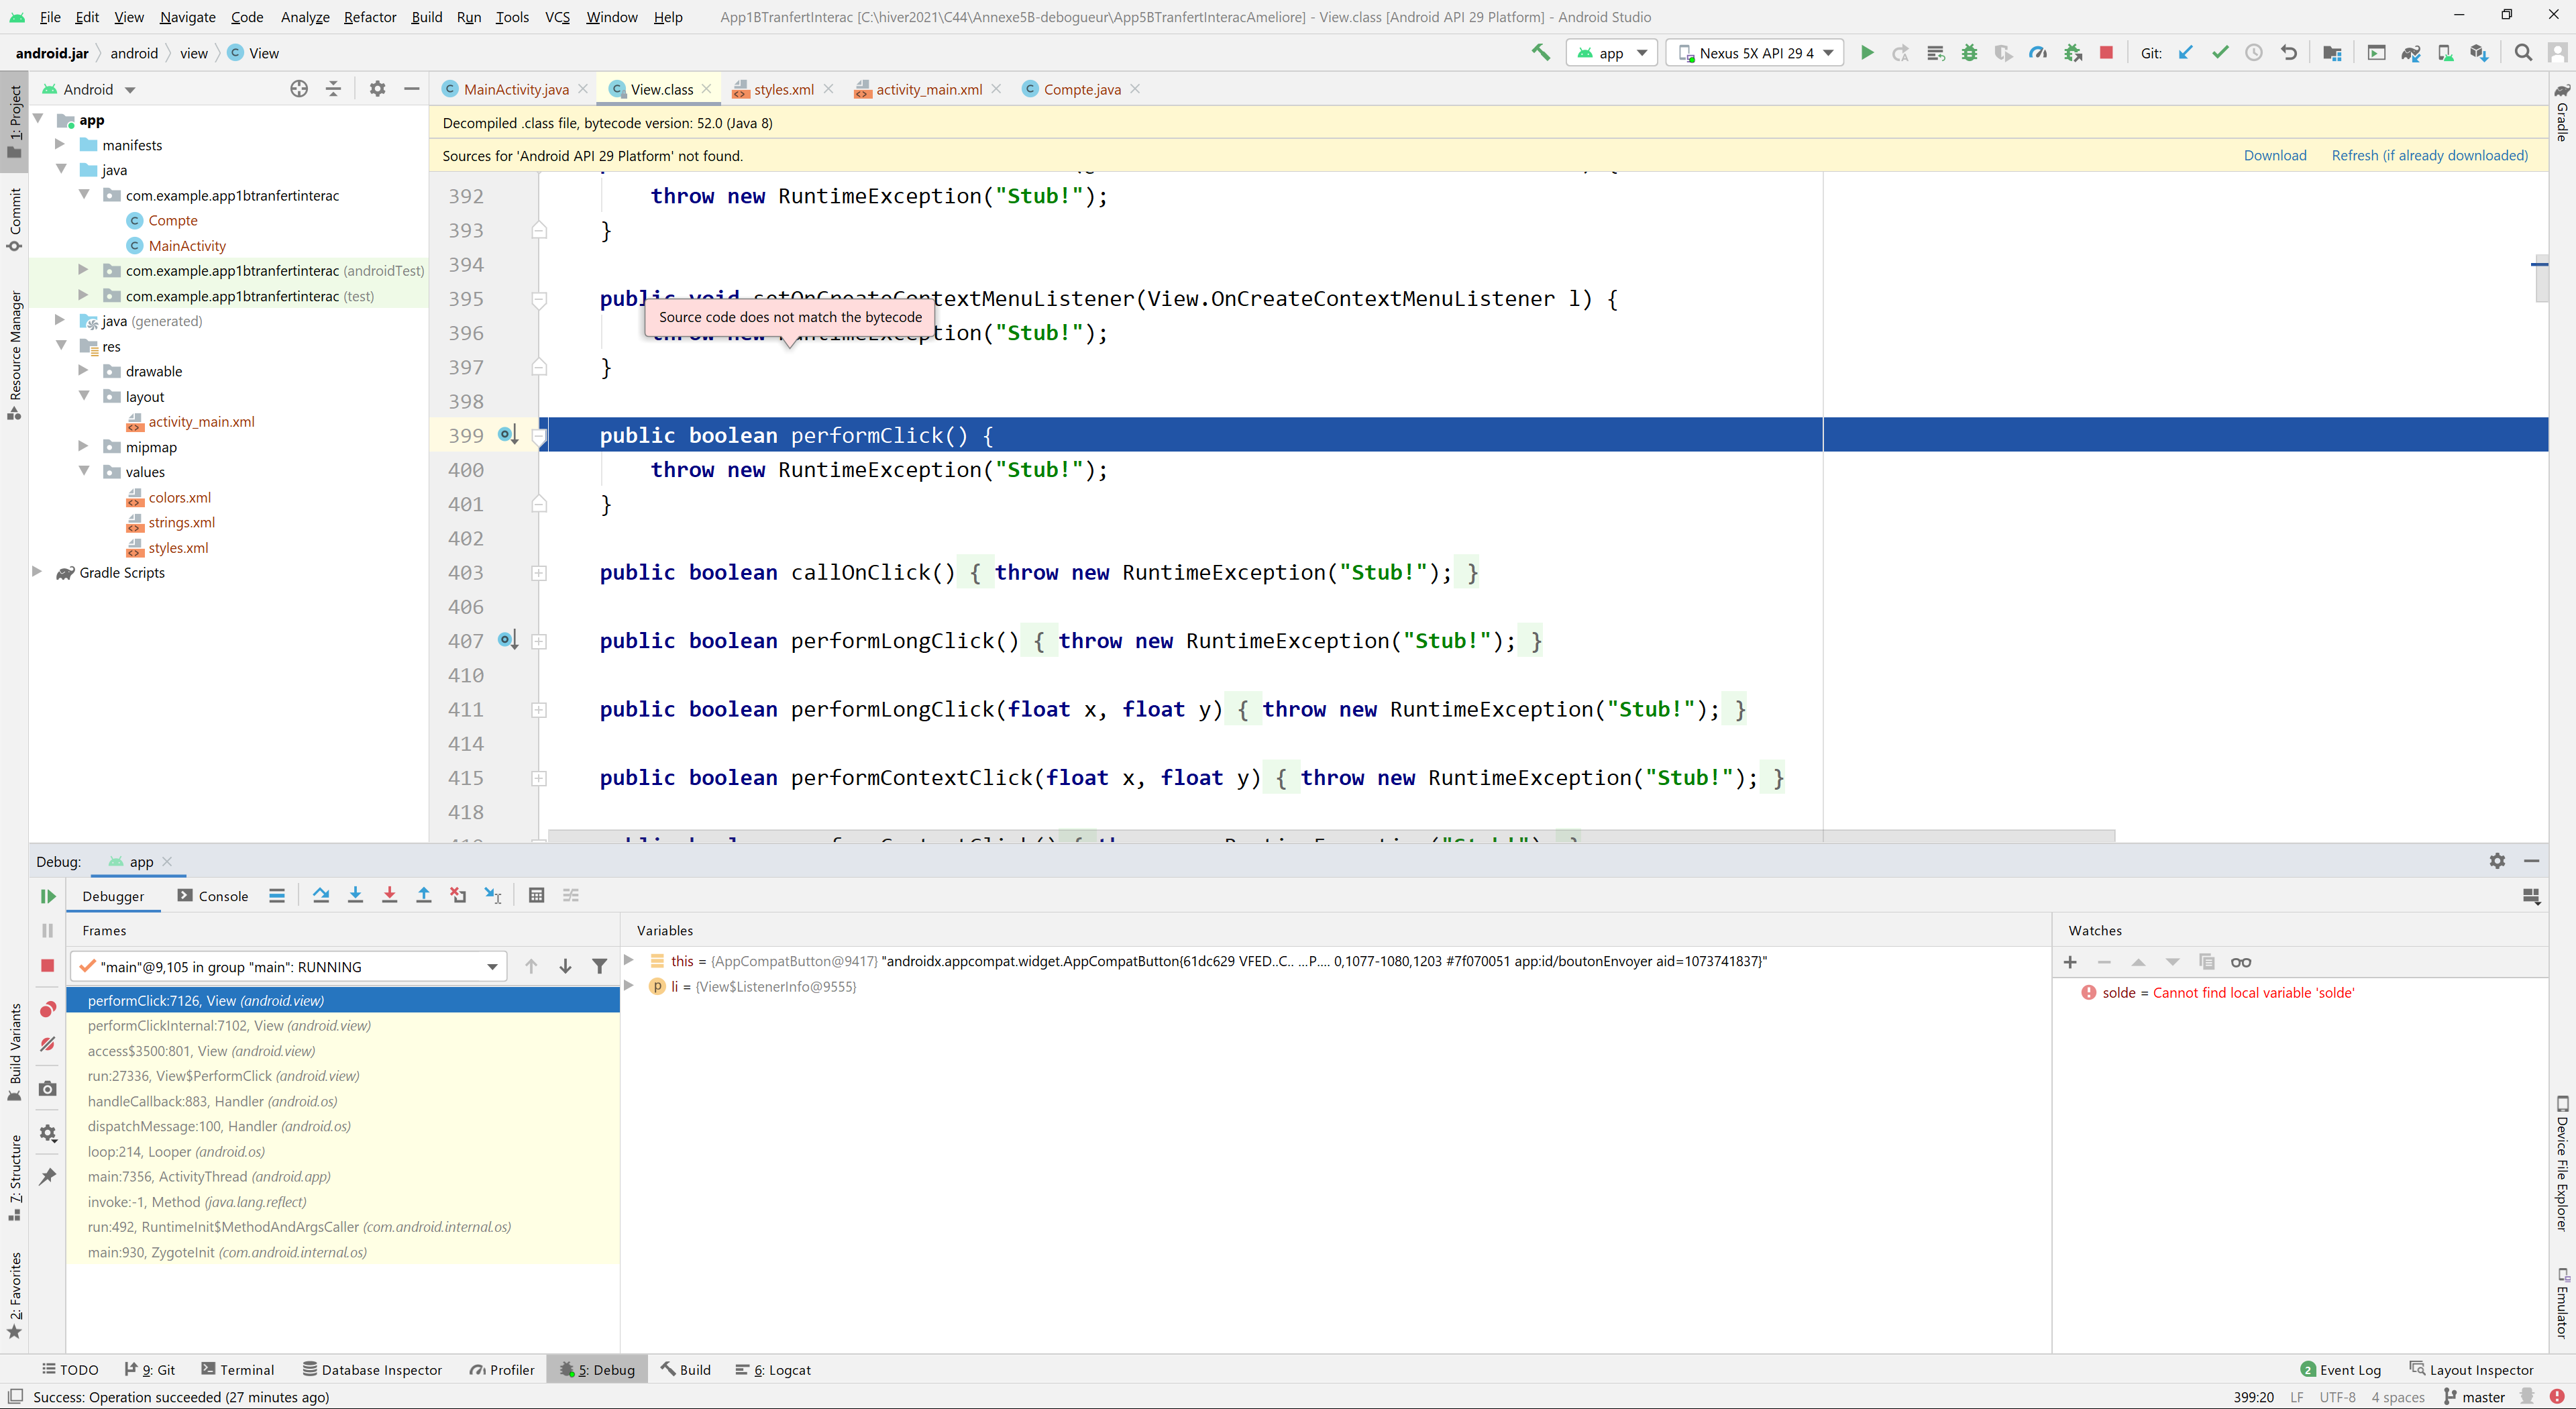 File Edit View Navigate Code Analyze Refactor Build Run Tools VCS Window Help App1BTranfertInterac [C:\hiver2021\C44\Annexe5B-debogueur\App5BTranfertInteracAmeliore] - View.class [Android API 29 Platform] - Android Studio
android.jar android view View app Nexus 5X API 29 4 Git:
Android MainActivity.java View.class styles.xml activity_main.xml Compte.java
Decompiled .class file, bytecode version: 52.0 (Java 8)
Sources for 'Android API 29 Platform' not found. Download Refresh (if already downloaded)
1: Project
Commit
Resource Manager
Build Variants
7: Structure
2: Favorites
app
manifests
java
com.example.app1btranfertinterac
Compte
MainActivity
com.example.app1btranfertinterac (androidTest)
com.example.app1btranfertinterac (test)
java (generated)
res
drawable
layout
activity_main.xml
mipmap
values
colors.xml
strings.xml
styles.xml
Gradle Scripts
392 throw new RuntimeException("Stub!");
393 }
394
395 public void setOnCreateContextMenuListener(View.OnCreateContextMenuListener l) {
Source code does not match the bytecode
396 throw new RuntimeException("Stub!");
397 }
398
399 public boolean performClick() {
400 throw new RuntimeException("Stub!");
401 }
402
403 public boolean callOnClick() { throw new RuntimeException("Stub!"); }
406
407 public boolean performLongClick() { throw new RuntimeException("Stub!"); }
410
411 public boolean performLongClick(float x, float y) { throw new RuntimeException("Stub!"); }
414
415 public boolean performContextClick(float x, float y) { throw new RuntimeException("Stub!"); }
418
Gradle
Device File Explorer
Emulator
Debug: app
Debugger Console
Frames
"main"@9,105 in group "main": RUNNING
performClick:7126, View (android.view)
performClickInternal:7102, View (android.view)
access$3500:801, View (android.view)
run:27336, View$PerformClick (android.view)
handleCallback:883, Handler (android.os)
dispatchMessage:100, Handler (android.os)
loop:214, Looper (android.os)
main:7356, ActivityThread (android.app)
invoke:-1, Method (java.lang.reflect)
run:492, RuntimeInit$MethodAndArgsCaller (com.android.internal.os)
main:930, ZygoteInit (com.android.internal.os)
Variables
this = {AppCompatButton@9417} "androidx.appcompat.widget.AppCompatButton{61dc629 VFED..C.. ...P.... 0,1077-1080,1203 #7f070051 app:id/boutonEnvoyer aid=1073741837}"
li = {View$ListenerInfo@9555}
Watches
solde = Cannot find local variable 'solde'
TODO 9: Git Terminal Database Inspector Profiler 5: Debug Build 6: Logcat 2 Event Log Layout Inspector
Success: Operation succeeded (27 minutes ago) 399:20 LF UTF-8 4 spaces master